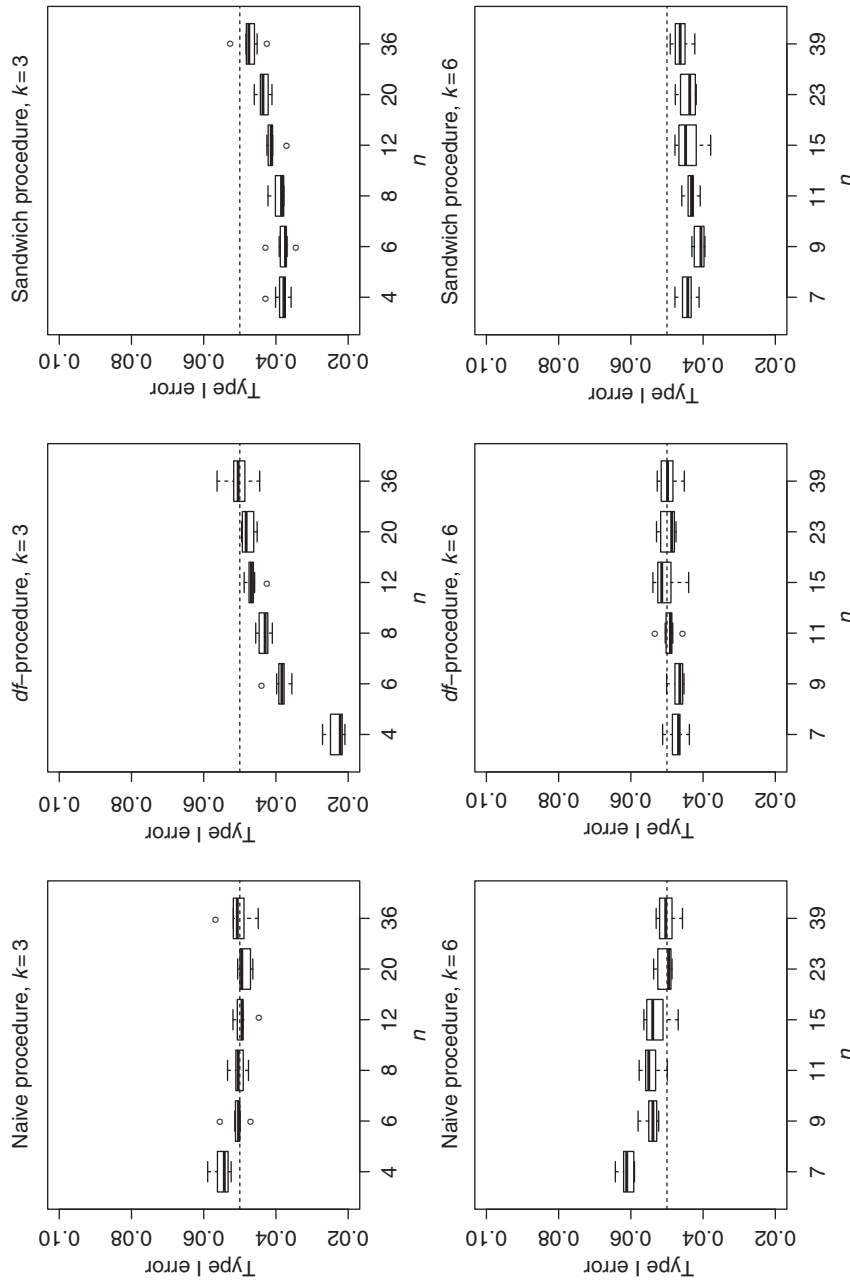 Naive procedure, k=3
Type I error
0.10
0.08
0.06
0.04
0.02
4 6 8 12 20 36
n
df−procedure, k=3
Type I error
0.10
0.08
0.06
0.04
0.02
4 6 8 12 20 36
n
Sandwich procedure, k=3
Type I error
0.10
0.08
0.06
0.04
0.02
4 6 8 12 20 36
n
Naive procedure, k=6
Type I error
0.10
0.08
0.06
0.04
0.02
7 9 11 15 23 39
n
df−procedure, k=6
Type I error
0.10
0.08
0.06
0.04
0.02
7 9 11 15 23 39
n
Sandwich procedure, k=6
Type I error
0.10
0.08
0.06
0.04
0.02
7 9 11 15 23 39
n